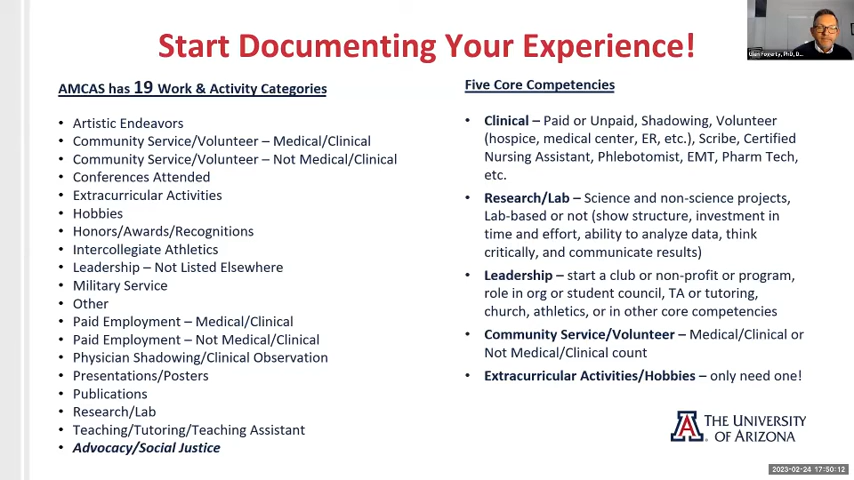 Start Documenting Your Experience!
AMCAS has 19 Work & Activity Categories
• Artistic Endeavors
• Community Service/Volunteer – Medical/Clinical
• Community Service/Volunteer – Not Medical/Clinical
• Conferences Attended
• Extracurricular Activities
• Hobbies
• Honors/Awards/Recognitions
• Intercollegiate Athletics
• Leadership – Not Listed Elsewhere
• Military Service
• Other
• Paid Employment – Medical/Clinical
• Paid Employment – Not Medical/Clinical
• Physician Shadowing/Clinical Observation
• Presentations/Posters
• Publications
• Research/Lab
• Teaching/Tutoring/Teaching Assistant
• Advocacy/Social Justice
Five Core Competencies
• Clinical – Paid or Unpaid, Shadowing, Volunteer
(hospice, medical center, ER, etc.), Scribe, Certified
Nursing Assistant, Phlebotomist, EMT, Pharm Tech,
etc.
• Research/Lab – Science and non-science projects,
Lab-based or not (show structure, investment in
time and effort, ability to analyze data, think
critically, and communicate results)
• Leadership – start a club or non-profit or program,
role in org or student council, TA or tutoring,
church, athletics, or in other core competencies
• Community Service/Volunteer – Medical/Clinical or
Not Medical/Clinical count
• Extracurricular Activities/Hobbies – only need one!
A
THE UNIVERSITY
OF ARIZONA
Fogerty, PhD, D...
2023-02-24 17:50:12